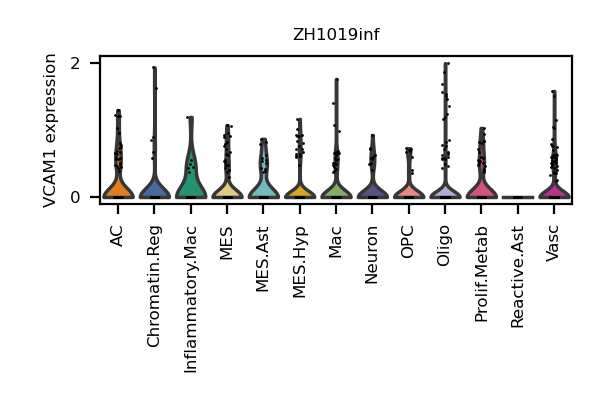 ZH1019inf
VCAM1 expression
2
0
AC
Chromatin.Reg
Inflammatory.Mac
MES
MES.Ast
MES.Hyp
Mac
Neuron
OPC
Oligo
Prolif.Metab
Reactive.Ast
Vasc